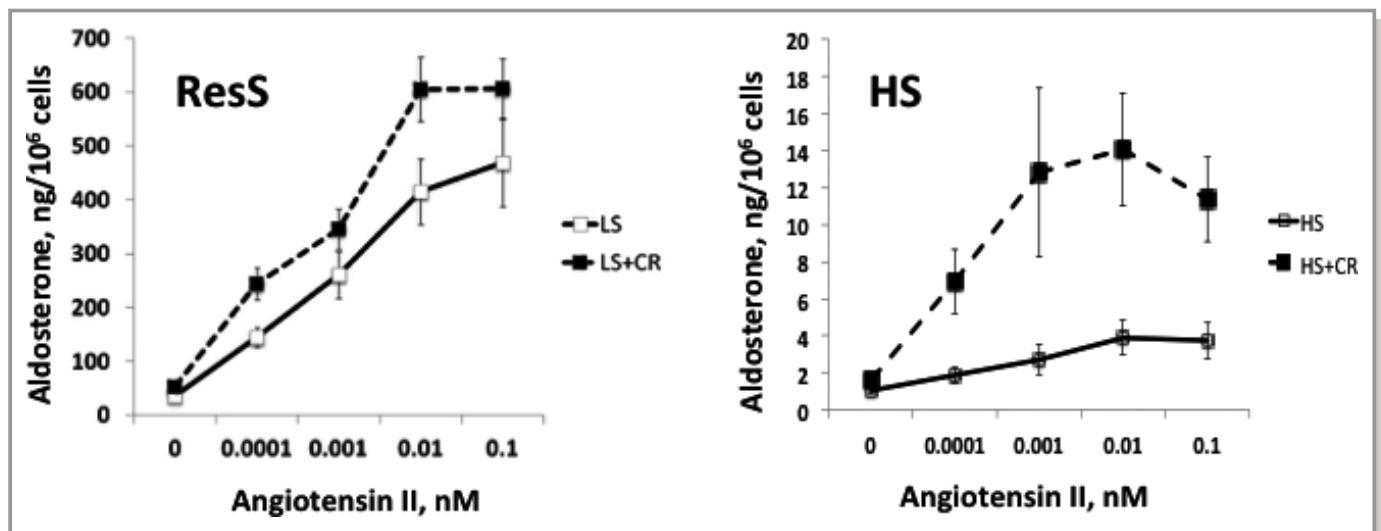 ResS
Aldosterone, ng/10⁶ cells
700
600
500
400
300
200
100
0
0 0.0001 0.001 0.01 0.1
Angiotensin II, nM
LS
LS+CR
HS
Aldosterone, ng/10⁶ cells
20
18
16
14
12
10
8
6
4
2
0
0 0.0001 0.001 0.01 0.1
Angiotensin II, nM
HS
HS+CR